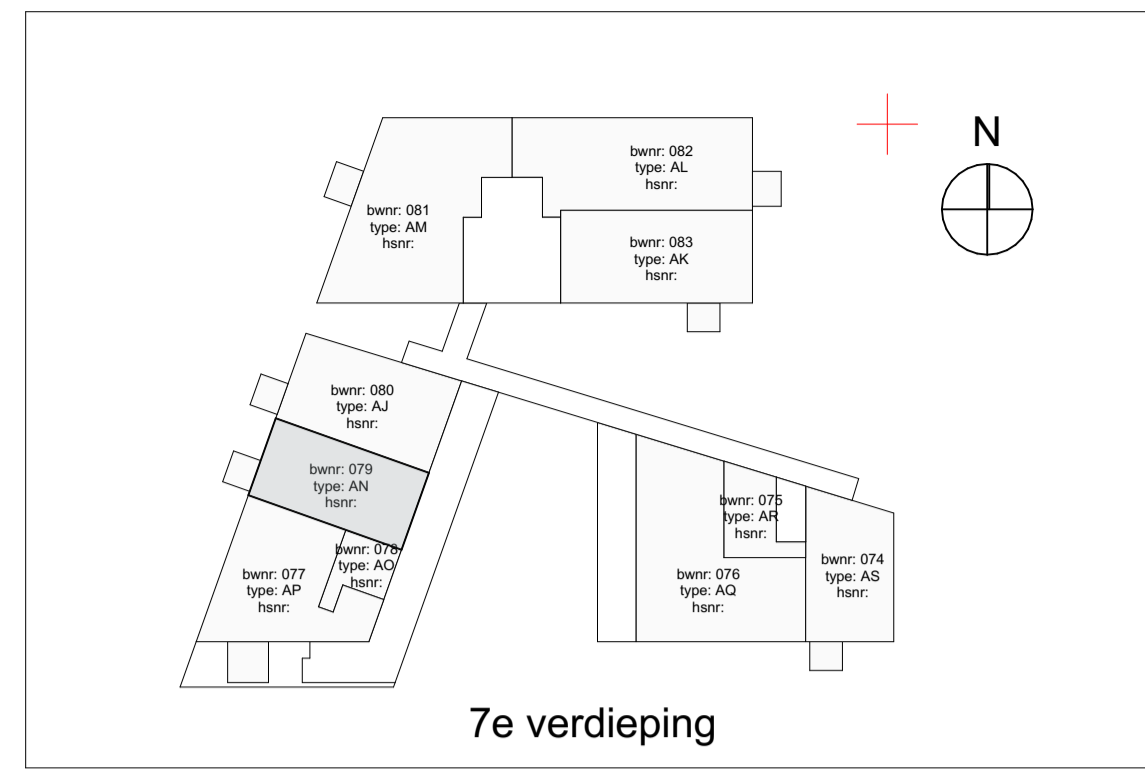 N
bwnr: 082
type: AL
hsnr:
bwnr: 081
type: AM
hsnr:
bwnr: 083
type: AK
hsnr:
bwnr: 080
type: AJ
hsnr:
bwnr: 079
type: AN
hsnr:
bwnr: 075
type: AR
hsnr:
bwnr: 078
type: AO
hsnr:
bwnr: 077
type: AP
hsnr:
bwnr: 076
type: AQ
hsnr:
bwnr: 074
type: AS
hsnr:
7e verdieping